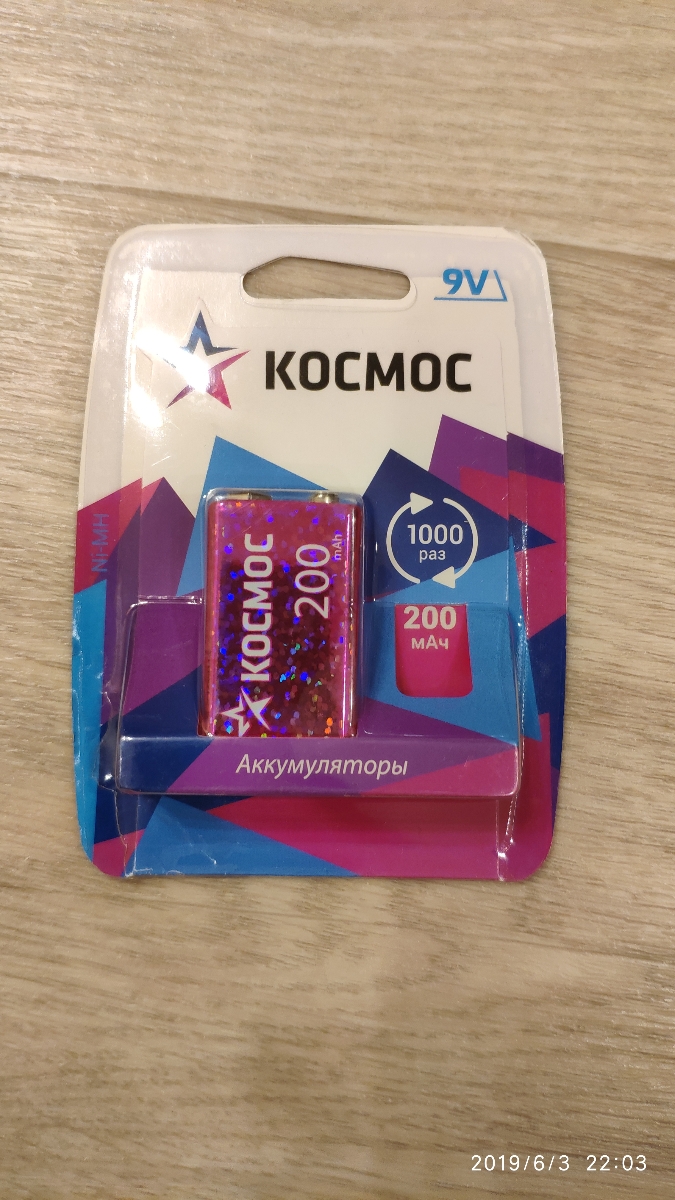 9V
КОСМОС
1000
раз
Ni-MH
КОСМОС
200
mAh
200
мАч
Аккумуляторы
2019/6/3 22:03